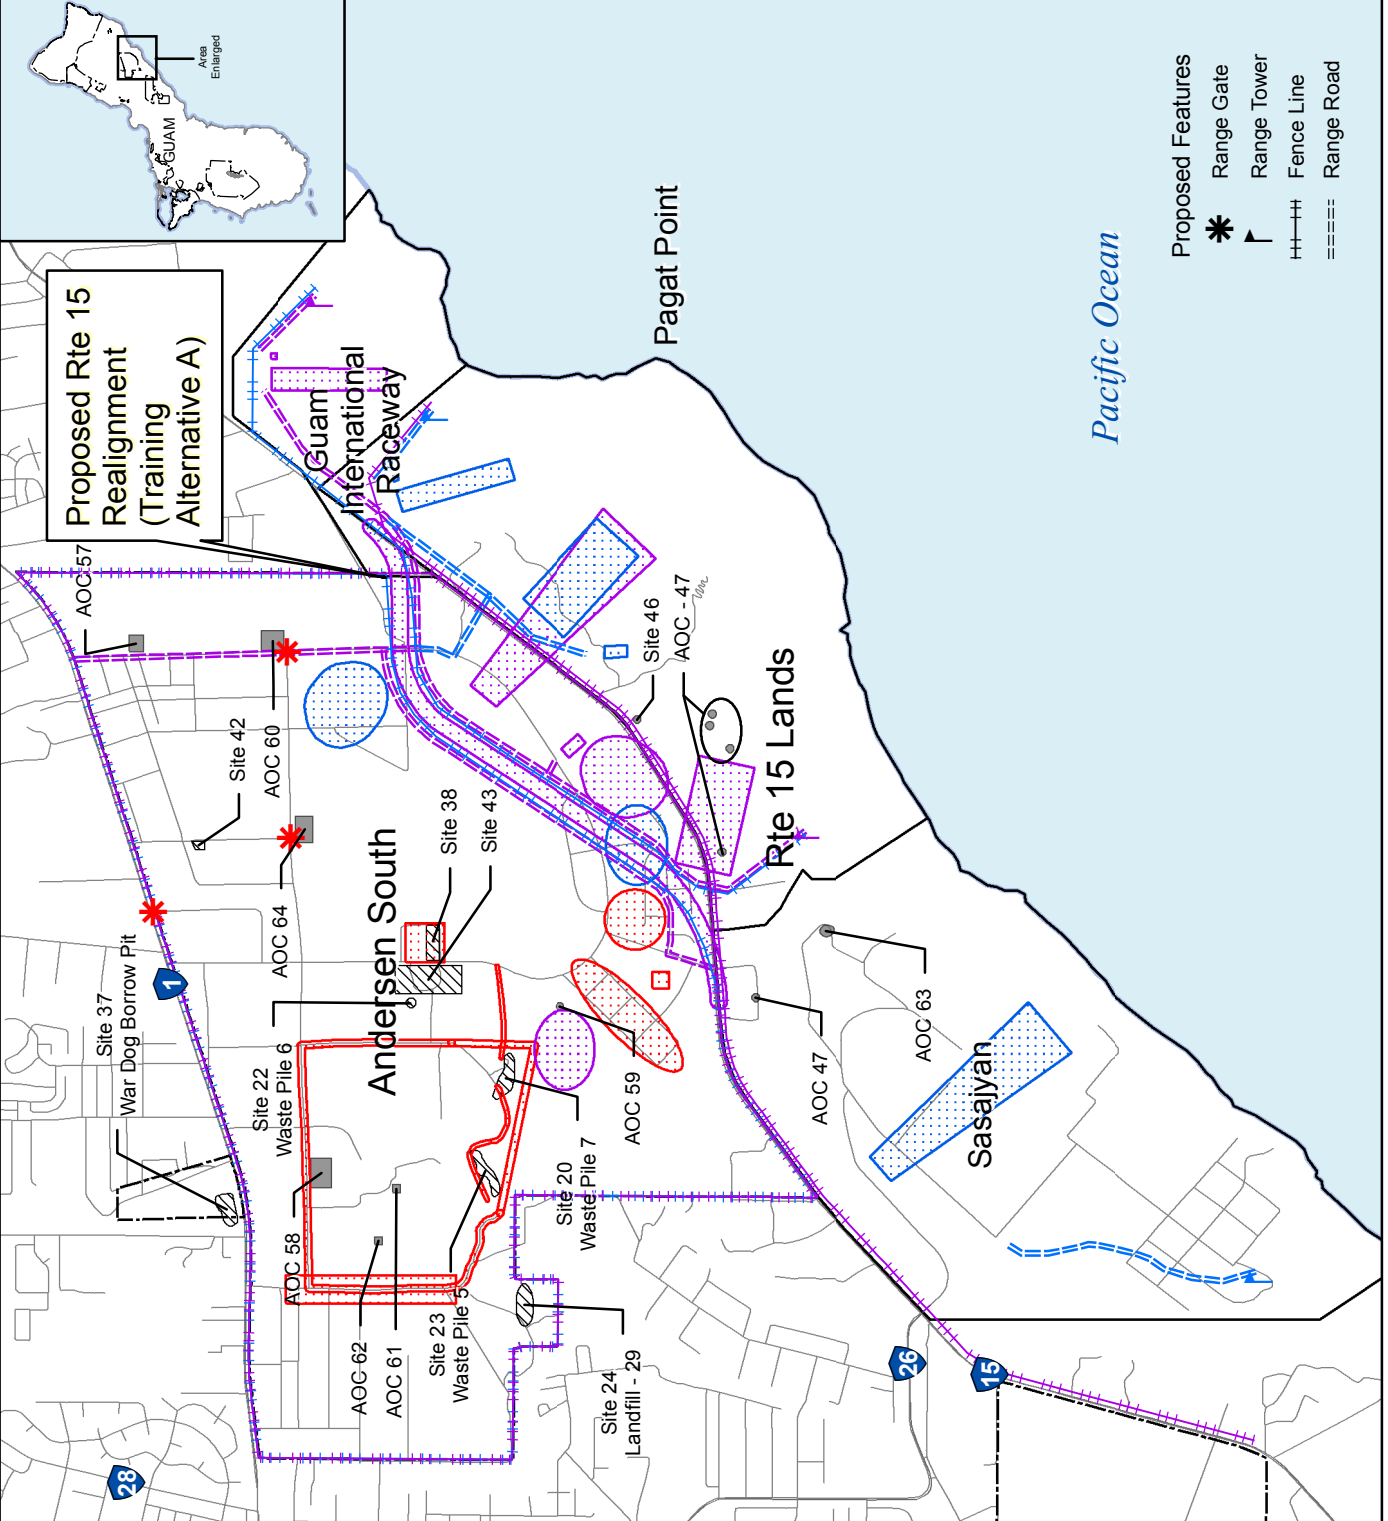 Area
Enlarged
GUAM
Proposed Rte 15
Realignment
(Training
Alternative A)
Guam
International
Raceway
Pagat Point
Pacific Ocean
Proposed Features
Range Gate
Range Tower
Fence Line
Range Road
AOC 57
AOC 60
Site 42
AOC 64
Site 46
AOC - 47
Rte 15 Lands
Andersen South
Site 38
Site 43
Site 37
War Dog Borrow Pit
1
Site 22
Waste Pile 6
AOC 58
AOC 59
Site 20
Waste Pile 7
AOC 62
AOC 61
Site 23
Waste Pile 5
Site 24
Landfill - 29
AOC 47
AOC 63
Sasajyan
26
15
28